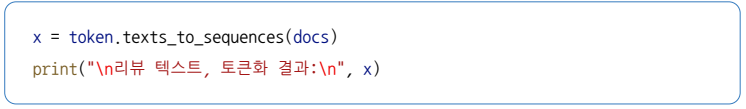 x = token.texts_to_sequences(docs)
print("\n리뷰 텍스트, 토큰화 결과:\n", x)